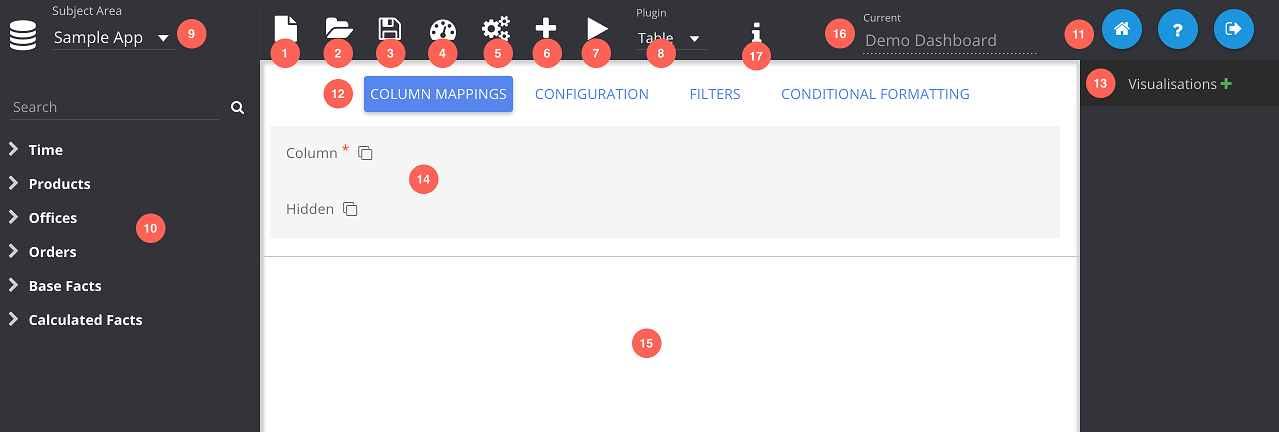 Subject Area
Sample App
9
1
2
3
4
5
6
7
Plugin
Table
8
17
16
Current
Demo Dashboard
11
?
Search
Time
Products
Offices
10
Orders
Base Facts
Calculated Facts
12
COLUMN MAPPINGS
CONFIGURATION
FILTERS
CONDITIONAL FORMATTING
Column *
14
Hidden
15
13
Visualisations +